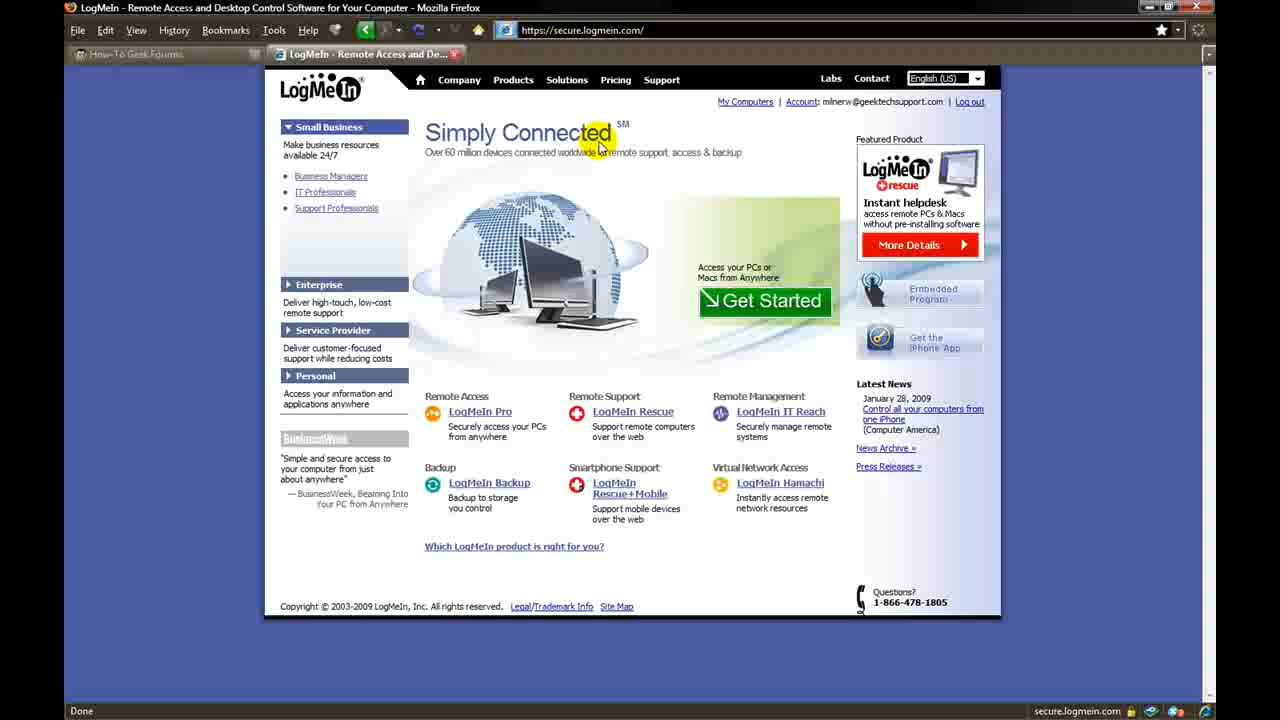 LogMeIn - Remote Access and Desktop Control Software for Your Computer - Mozilla Firefox
File Edit View History Bookmarks Tools Help
https://secure.logmein.com/
How-To Geek Forums
LogMeIn - Remote Access and De...
LogMeIn®
Company Products Solutions Pricing Support
Labs Contact English (US)
My Computers | Account: milnerw@geektechsupport.com | Log out
Small Business
Make business resources
available 24/7
Business Managers
IT Professionals
Support Professionals
Enterprise
Deliver high-touch, low-cost
remote support
Service Provider
Deliver customer-focused
support while reducing costs
Personal
Access your information and
applications anywhere
BusinessWeek
"Simple and secure access to
your computer from just
about anywhere"
— BusinessWeek, Beaming Into
Your PC from Anywhere
Simply Connected SM
Over 60 million devices connected worldwide remote support, access & backup.
Access your PCs or
Macs from Anywhere
Get Started
Remote Access
LogMeIn Pro
Securely access your PCs
from anywhere
Remote Support
LogMeIn Rescue
Support remote computers
over the web
Remote Management
LogMeIn IT Reach
Securely manage remote
systems
Backup
LogMeIn Backup
Backup to storage
you control
Smartphone Support
LogMeIn
Rescue+Mobile
Support mobile devices
over the web
Virtual Network Access
LogMeIn Hamachi
Instantly access remote
network resources
Which LogMeIn product is right for you?
Featured Product
LogMeIn®
rescue
Instant helpdesk
access remote PCs & Macs
without pre-installing software
More Details
Embedded
Program
Get the
iPhone App
Latest News
January 28, 2009
Control all your computers from
one iPhone
(Computer America)
News Archive »
Press Releases »
Questions?
1-866-478-1805
Copyright © 2003-2009 LogMeIn, Inc. All rights reserved. Legal/Trademark Info Site Map
Done
secure.logmein.com